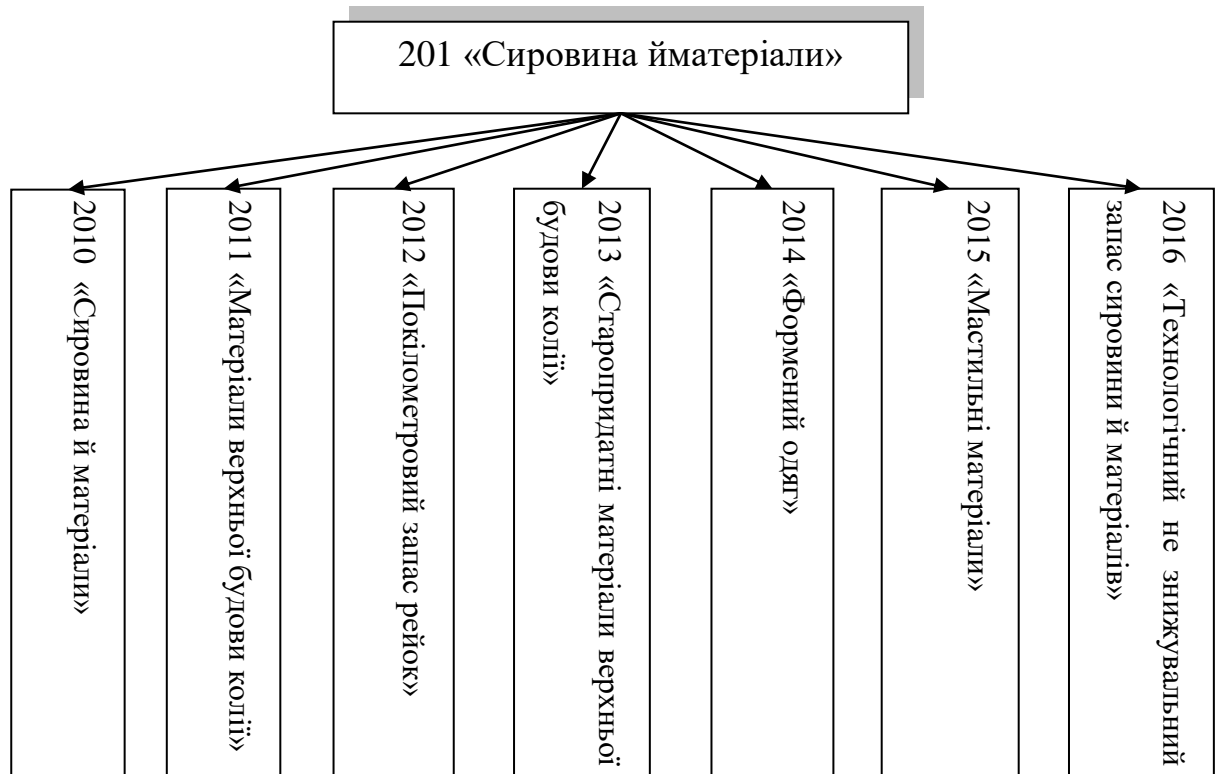 201 «Сировина йматеріали»
2010 «Сировина й матеріали»
2011 «Матеріали верхньої будови колії»
2012 «Покілометровий запас рейок»
2013 «Старопридатні матеріали верхньої
будови колії»
2014 «Формений одяг»
2015 «Мастильні матеріали»
2016 «Технологічний не знижувальний
запас сировини й матеріалів»